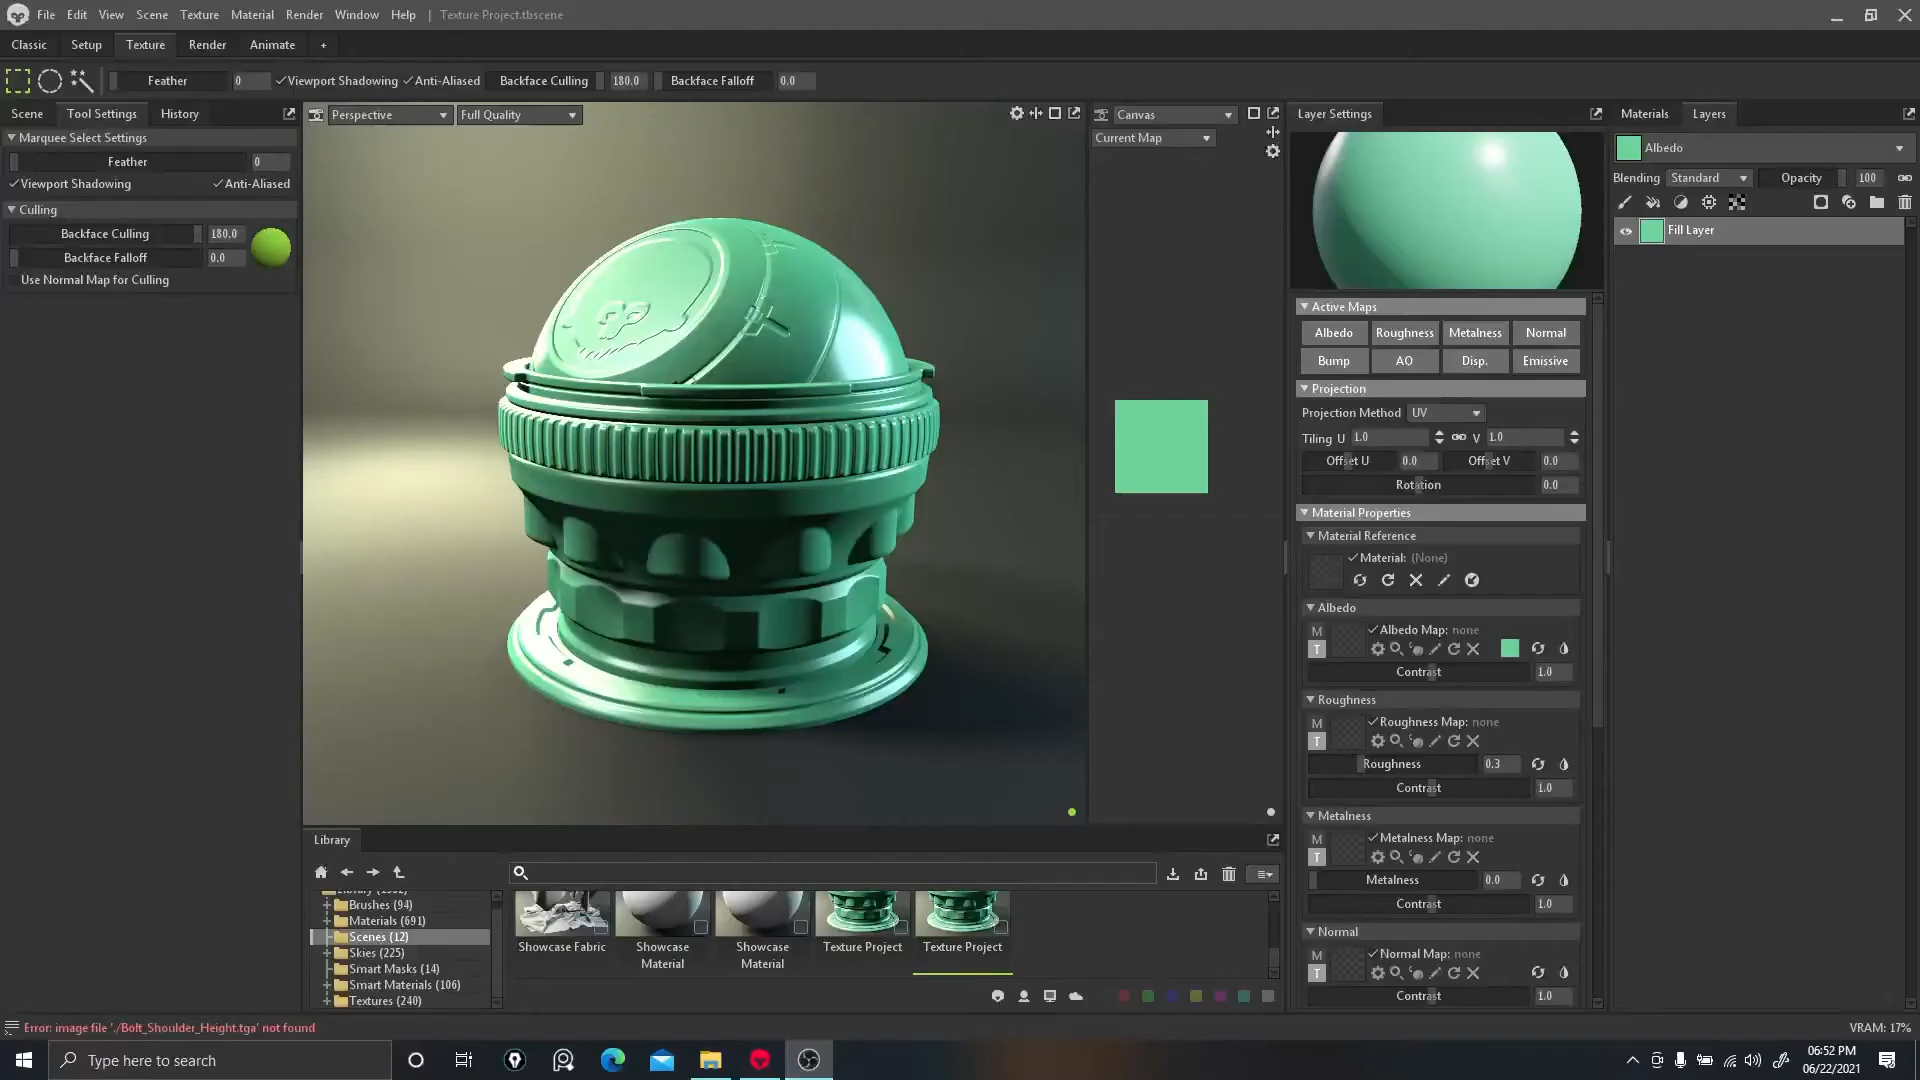 File Edit View Scene Texture Material Render Window Help | Texture Project.tbscene
Classic Setup Texture Render Animate +
Feather 0 Viewport Shadowing Anti-Aliased Backface Culling 180.0 Backface Falloff 0.0
Scene Tool Settings History
Marquee Select Settings
Feather 0
Viewport Shadowing Anti-Aliased
Culling
Backface Culling 180.0
Backface Falloff 0.0
Use Normal Map for Culling
Perspective Full Quality
Canvas
Current Map
Layer Settings
Active Maps
Albedo Roughness Metalness Normal
Bump AO Disp. Emissive
Projection
Projection Method UV
Tiling U 1.0 V 1.0
Offset U 0.0 Offset V 0.0
Rotation 0.0
Material Properties
Material Reference
Material: (None)
Albedo
M Albedo Map: none
T
Contrast 1.0
Roughness
M Roughness Map: none
T
Roughness 0.3
Contrast 1.0
Metalness
M Metalness Map: none
T
Metalness 0.0
Contrast 1.0
Normal
M Normal Map: none
T
Contrast 1.0
Materials Layers
Albedo
Blending Standard Opacity 100
Fill Layer
Library
Brushes (94)
Materials (691)
Scenes (12)
Skies (225)
Smart Masks (14)
Smart Materials (106)
Textures (240)
Showcase Fabric
Showcase Material
Showcase Material
Texture Project
Texture Project
Error: image file './Bolt_Shoulder_Height.tga' not found
VRAM: 17%
Type here to search
06:52 PM
06/22/2021